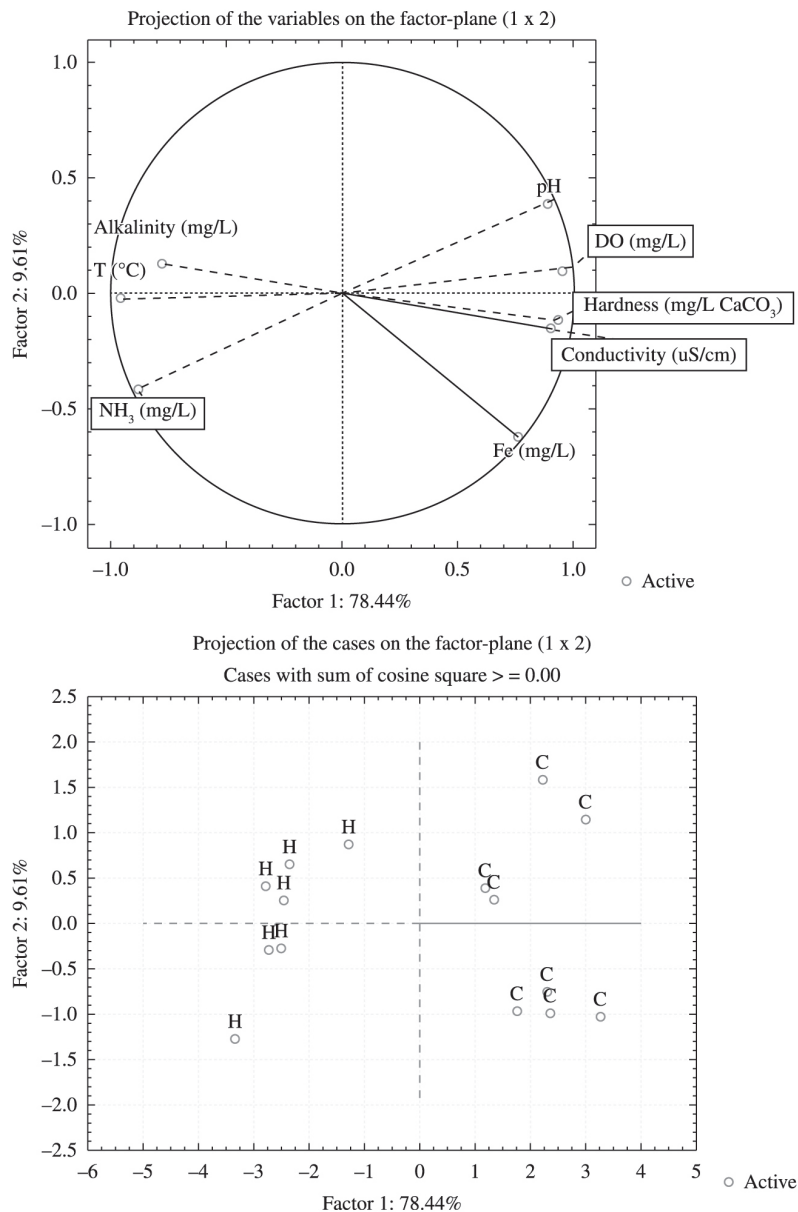 Projection of the variables on the factor-plane (1 x 2)
1.0
0.5
0.0
–0.5
–1.0
Factor 2: 9.61%
pH
Alkalinity (mg/L)
DO (mg/L)
T (°C)
Hardness (mg/L CaCO₃)
Conductivity (uS/cm)
NH₃ (mg/L)
Fe (mg/L)
–1.0 0.0 0.5 1.0
Active
Factor 1: 78.44%
Projection of the cases on the factor-plane (1 x 2)
Cases with sum of cosine square > = 0.00
2.5
2.0
1.5
1.0
0.5
0.0
–0.5
–1.0
–1.5
–2.0
–2.5
Factor 2: 9.61%
C
C
H
H
H
C
H
C
H H
C
C
C
C
H
–6 –5 –4 –3 –2 –1 0 1 2 3 4 5
Active
Factor 1: 78.44%